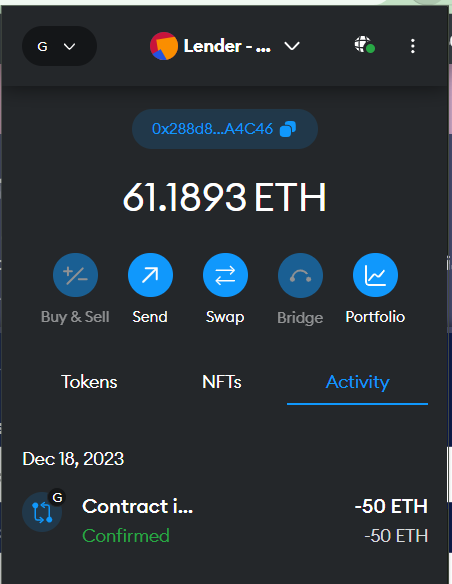 G
Lender - ...
0x288d8...A4C46
61.1893 ETH
Buy & Sell Send Swap Bridge Portfolio
Tokens NFTs Activity
Dec 18, 2023
G
Contract i... -50 ETH
Confirmed -50 ETH